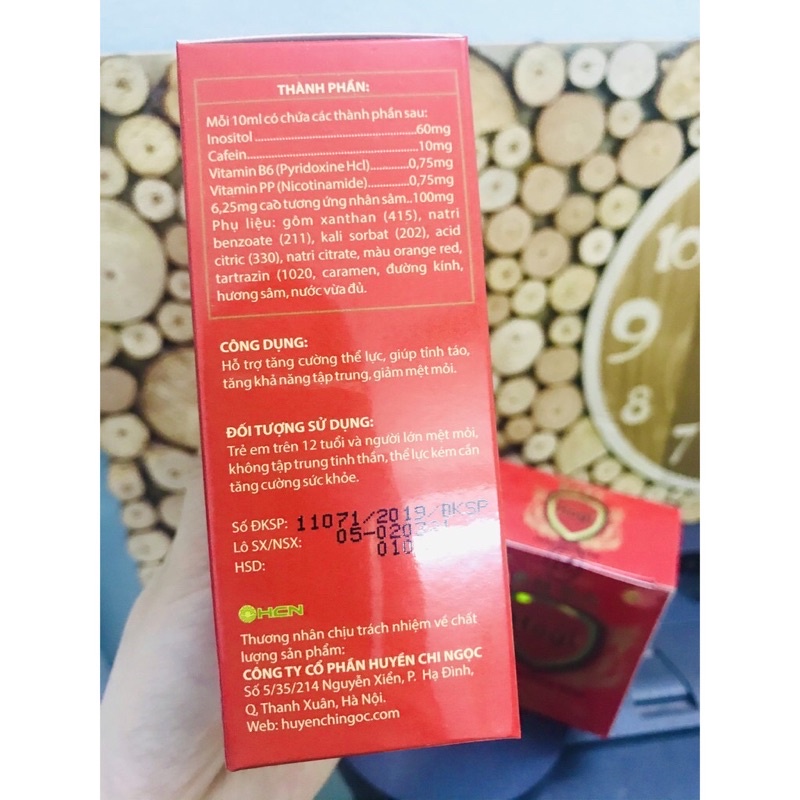 THÀNH PHẦN:
Mỗi 10ml có chứa các thành phần sau:
Inositol..........................................60mg
Cafein............................................10mg
Vitamin B6 (Pyridoxine Hcl)..........0,75mg
Vitamin PP (Nicotinamide)...........0,75mg
6,25mg cao tương ứng nhân sâm..100mg
Phụ liệu: gôm xanthan (415), natri
benzoate (211), kali sorbat (202), acid
citric (330), natri citrate, màu orange red,
tartrazin (1020, caramen, đường kính,
hương sâm, nước vừa đủ.
CÔNG DỤNG:
Hỗ trợ tăng cường thể lực, giúp tỉnh táo,
tăng khả năng tập trung, giảm mệt mỏi.
ĐỐI TƯỢNG SỬ DỤNG:
Trẻ em trên 12 tuổi và người lớn mệt mỏi,
không tập trung tinh thần, thể lực kém cần
tăng cường sức khỏe.
Số ĐKSP: 11071/2019/ĐKSP
Lô SX/NSX:
HSD:
HCN
Thương nhân chịu trách nhiệm về chất
lượng sản phẩm:
CÔNG TY CỔ PHẦN HUYỀN CHI NGỌC
Số 5/35/214 Nguyễn Xiển, P. Hạ Đình,
Q, Thanh Xuân, Hà Nội.
Web: huyenchingoc.com
10
9
8
7